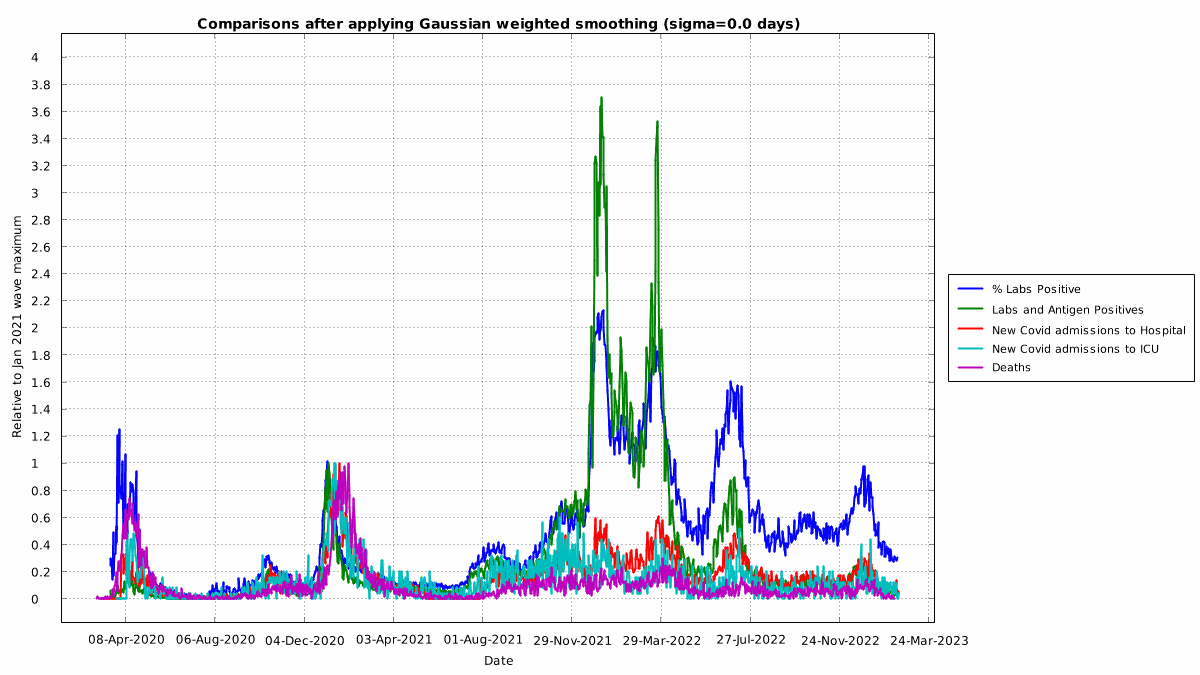 Comparisons after applying Gaussian weighted smoothing (sigma=0.0 days)
4
3.8
3.6
3.4
3.2
3
2.8
2.6
2.4
2.2
2
1.8
1.6
1.4
1.2
1
0.8
0.6
0.4
0.2
0
Relative to Jan 2021 wave maximum
08-Apr-2020 06-Aug-2020 04-Dec-2020 03-Apr-2021 01-Aug-2021 29-Nov-2021 29-Mar-2022 27-Jul-2022 24-Nov-2022 24-Mar-2023
Date
% Labs Positive
Labs and Antigen Positives
New Covid admissions to Hospital
New Covid admissions to ICU
Deaths